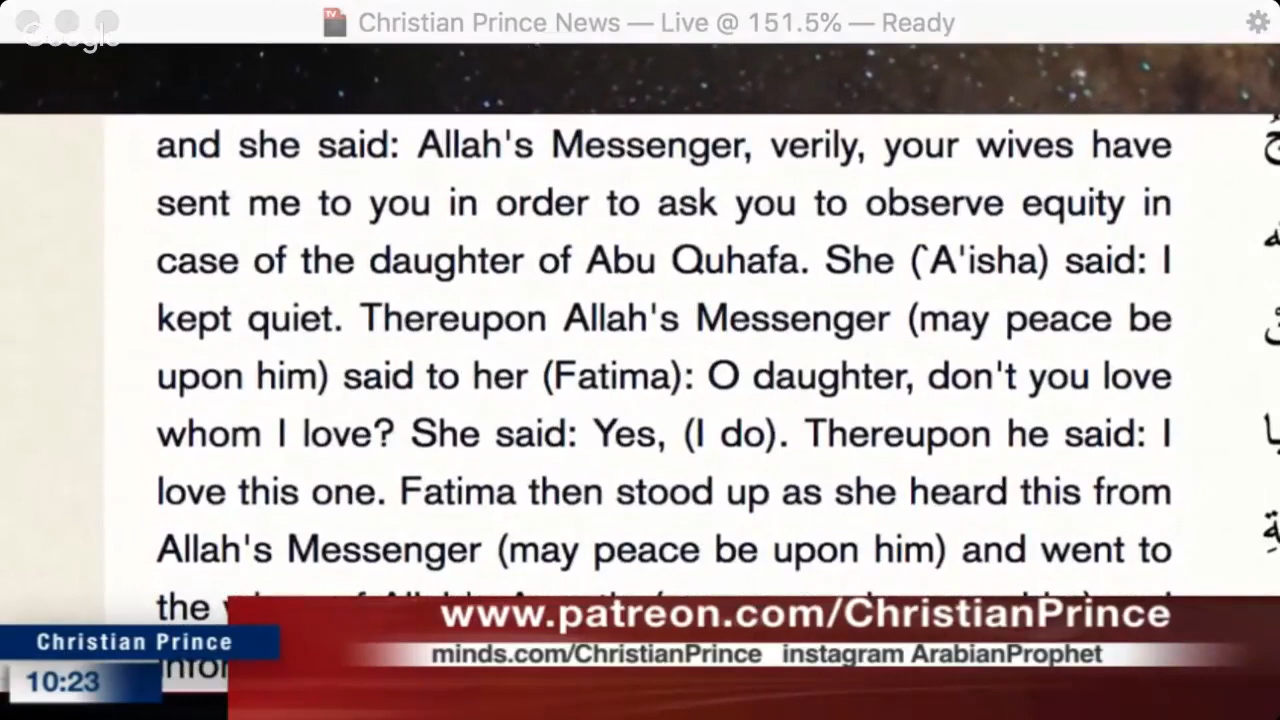 Christian Prince News — Live @ 151.5% — Ready
Google
and she said: Allah's Messenger, verily, your wives have
sent me to you in order to ask you to observe equity in
case of the daughter of Abu Quhafa. She (`A'isha) said: I
kept quiet. Thereupon Allah's Messenger (may peace be
upon him) said to her (Fatima): O daughter, don't you love
whom I love? She said: Yes, (I do). Thereupon he said: I
love this one. Fatima then stood up as she heard this from
Allah's Messenger (may peace be upon him) and went to
the
www.patreon.com/ChristianPrince
Christian Prince
minds.com/ChristianPrince instagram ArabianProphet
10:23